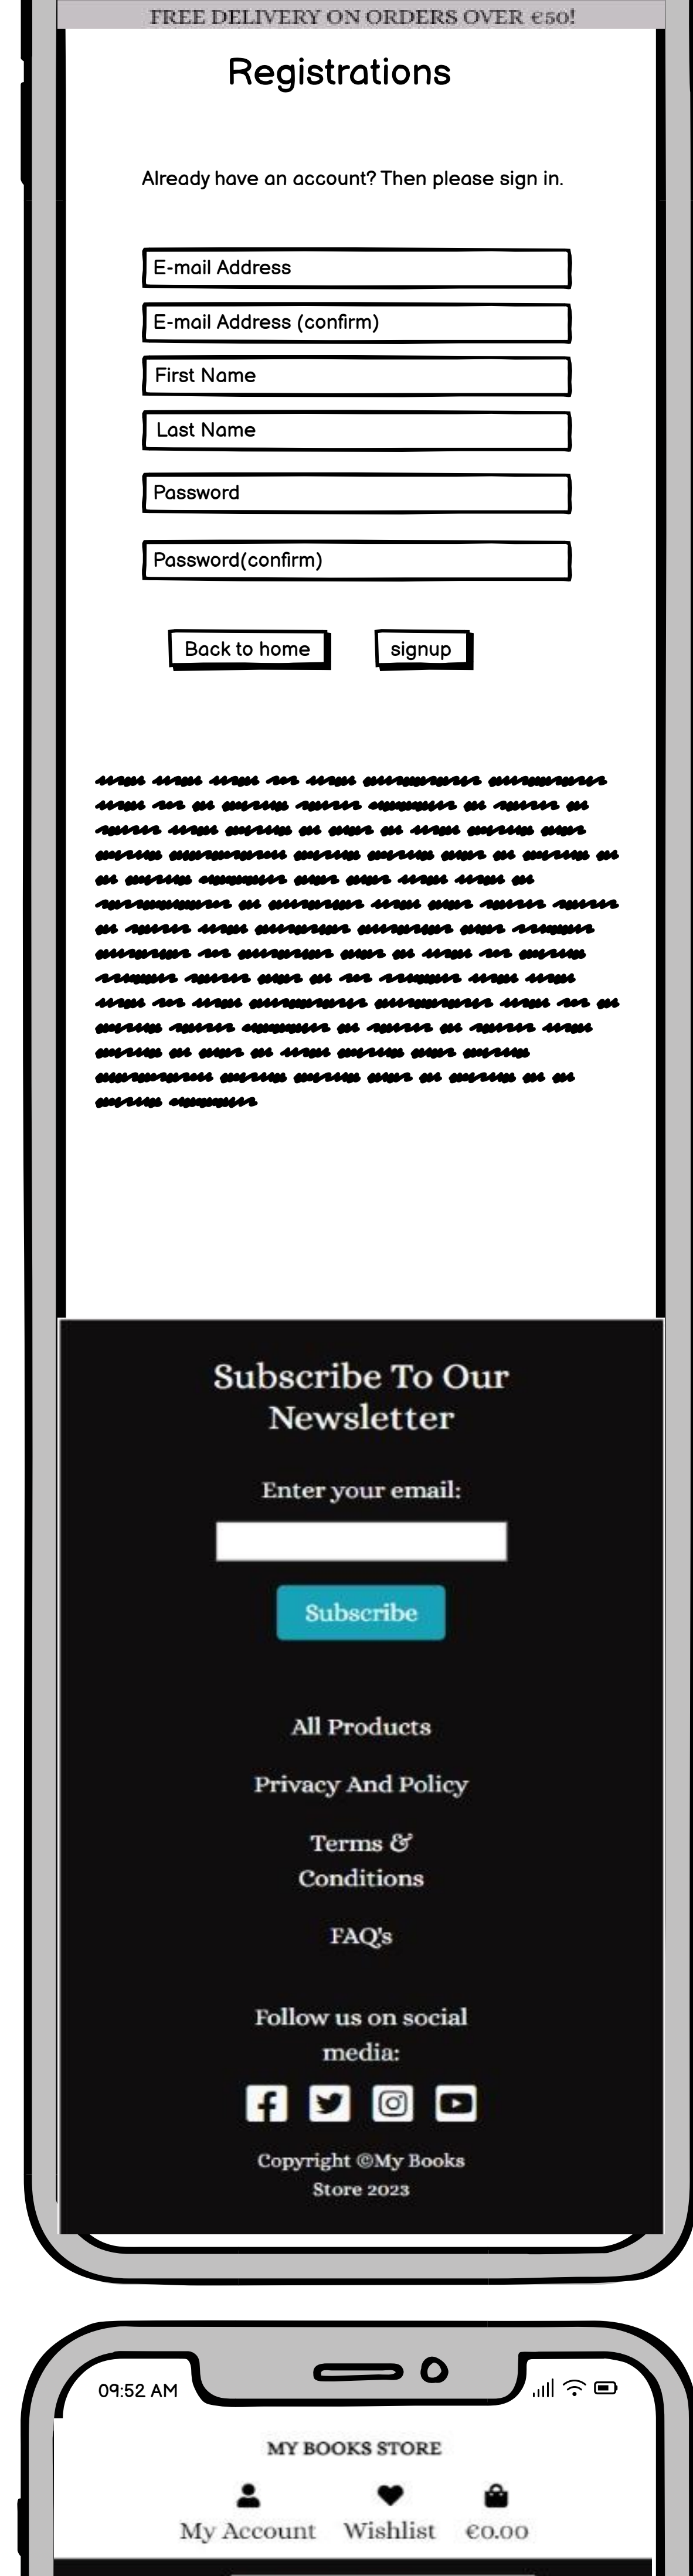 FREE DELIVERY ON ORDERS OVER €50!
Registrations
Already have an account? Then please sign in.
E-mail Address
E-mail Address (confirm)
First Name
Last Name
Password
Password(confirm)
Back to home signup
Subscribe To Our
Newsletter
Enter your email:
Subscribe
All Products
Privacy And Policy
Terms &
Conditions
FAQ's
Follow us on social
media:
Copyright ©My Books
Store 2023
09:52 AM
MY BOOKS STORE
My Account Wishlist €0.00